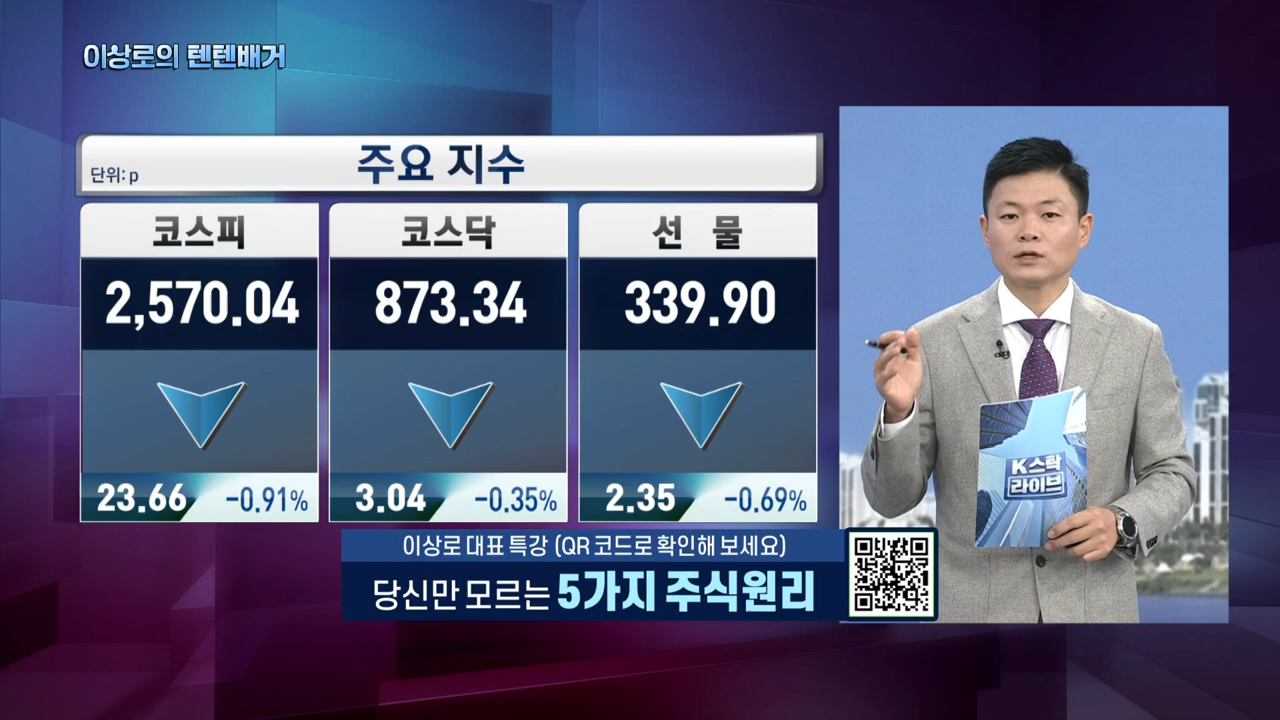 이상로의 텐텐배거
주요 지수
단위: p
코스피
코스닥
선 물
2,570.04
873.34
339.90
23.66 -0.91%
3.04 -0.35%
2.35 -0.69%
K스탁
라이브
이상로 대표 특강 (QR 코드로 확인해 보세요)
당신만 모르는 5가지 주식원리